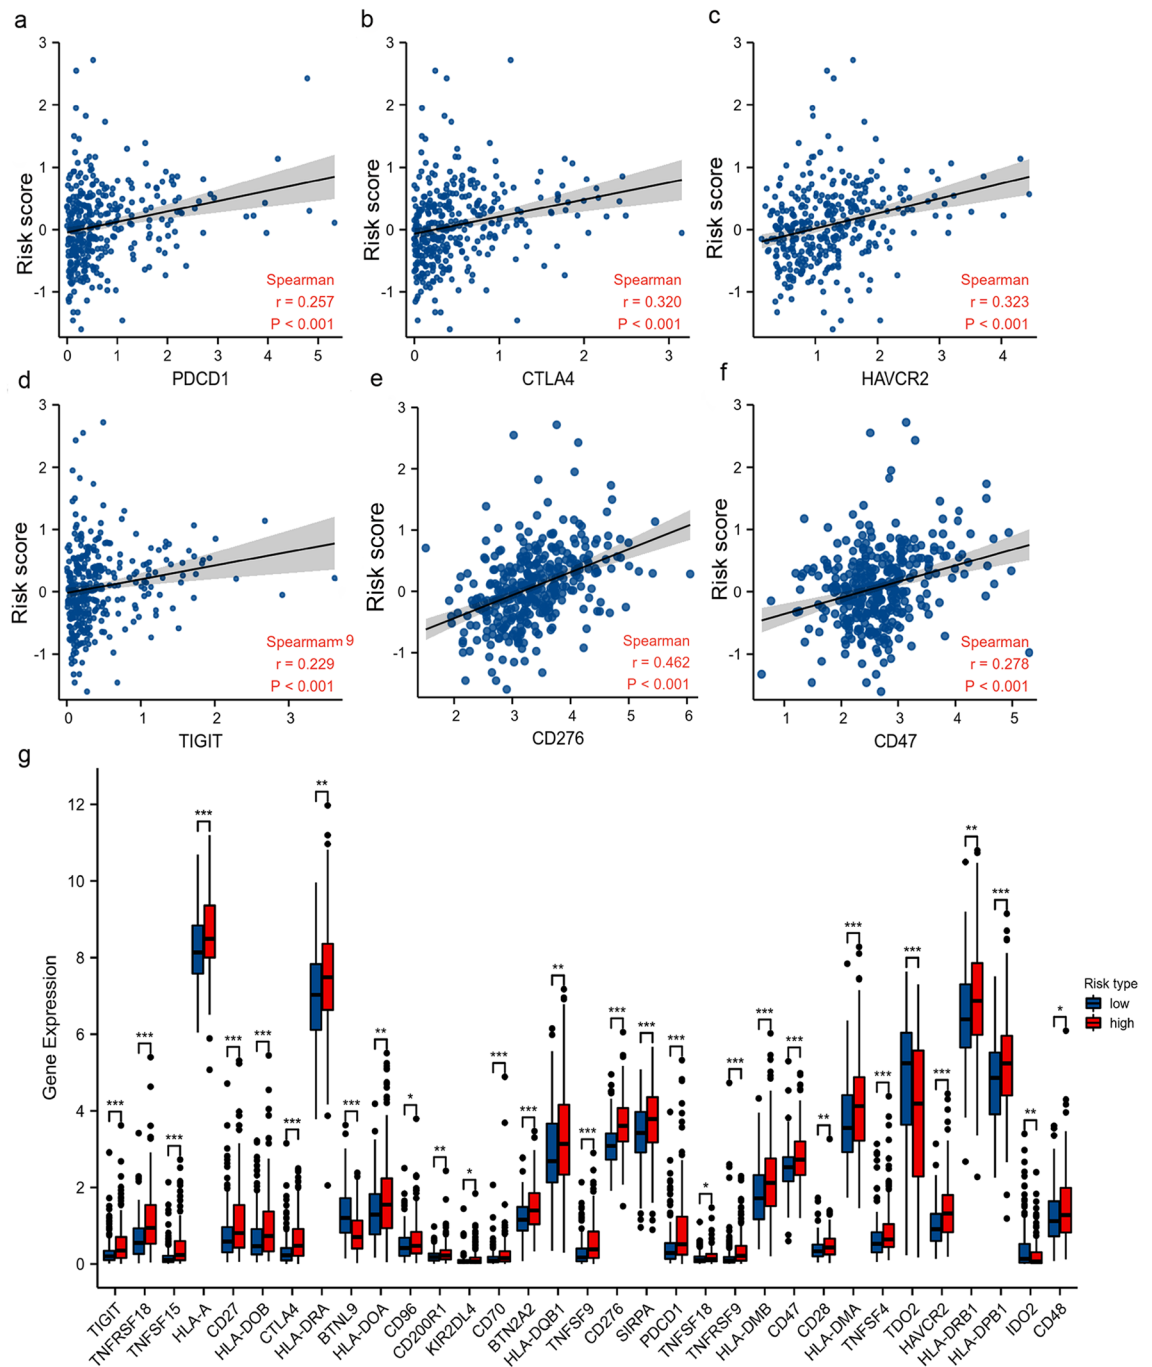 a
3
2
1
0
-1
Risk score
Spearman
r = 0.257
P < 0.001
0 1 2 3 4 5
PDCD1
b
3
2
1
0
-1
Risk score
Spearman
r = 0.320
P < 0.001
0 1 2 3
CTLA4
c
3
2
1
0
-1
Risk score
Spearman
r = 0.323
P < 0.001
1 2 3 4
HAVCR2
d
3
2
1
0
-1
Risk score
Spearmam 9
r = 0.229
P < 0.001
0 1 2 3
TIGIT
e
3
2
1
0
-1
Risk score
Spearman
r = 0.462
P < 0.001
2 3 4 5 6
CD276
f
3
2
1
0
-1
Risk score
Spearman
r = 0.278
P < 0.001
1 2 3 4 5
CD47
g
12
10
8
6
4
2
0
Gene Expression
*** *** *** *** *** *** *** ** *** ** * ** * *** *** ** *** *** *** *** * *** *** *** ** *** *** *** *** ** *** ** *
Risk type
low
high
TIGIT
TNFRSF18
TNFSF15
HLA-A
CD27
HLA-DOB
CTLA4
HLA-DRA
BTNL9
HLA-DOA
CD96
CD200R1
KIR2DL4
CD70
BTN2A2
HLA-DQB1
TNFSF9
CD276
SIRPA
PDCD1
TNFSF18
TNFRSF9
HLA-DMB
CD47
CD28
HLA-DMA
TNFSF4
TDO2
HAVCR2
HLA-DRB1
HLA-DPB1
IDO2
CD48